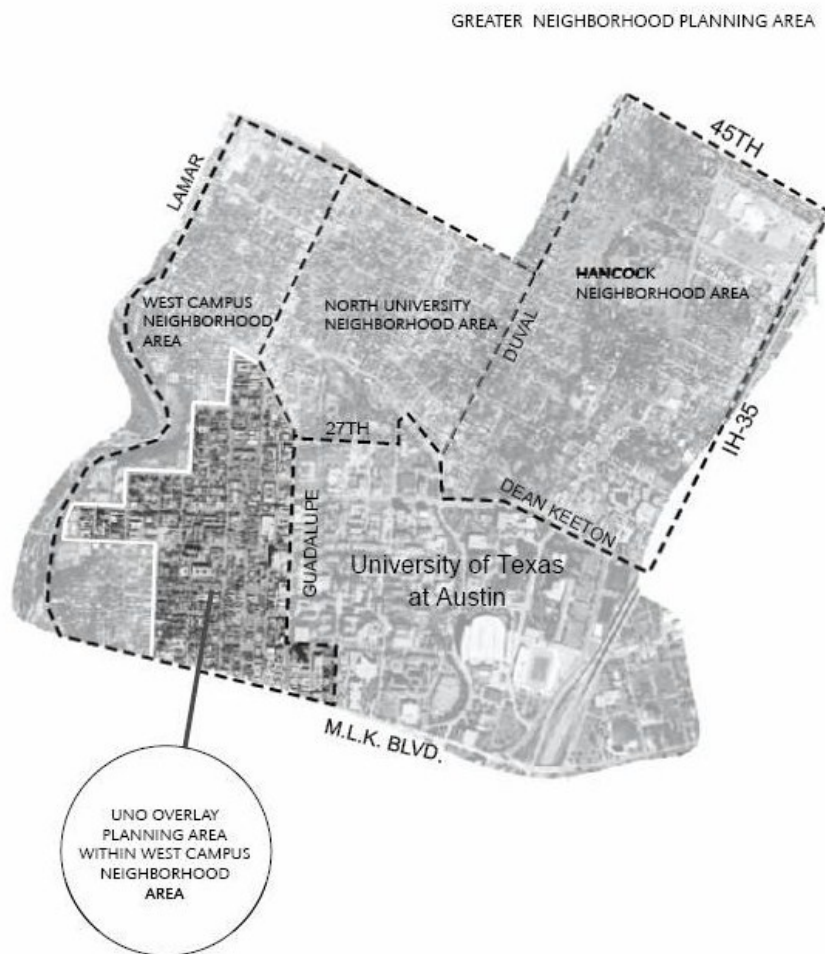 GREATER NEIGHBORHOOD PLANNING AREA
45TH
LAMAR
HANCOCK
NEIGHBORHOOD AREA
WEST CAMPUS
NEIGHBORHOOD
AREA
NORTH UNIVERSITY
NEIGHBORHOOD AREA
DUVAL
IH-35
27TH
DEAN KEETON
GUADALUPE
University of Texas
at Austin
M.L.K. BLVD.
UNO OVERLAY
PLANNING AREA
WITHIN WEST CAMPUS
NEIGHBORHOOD
AREA